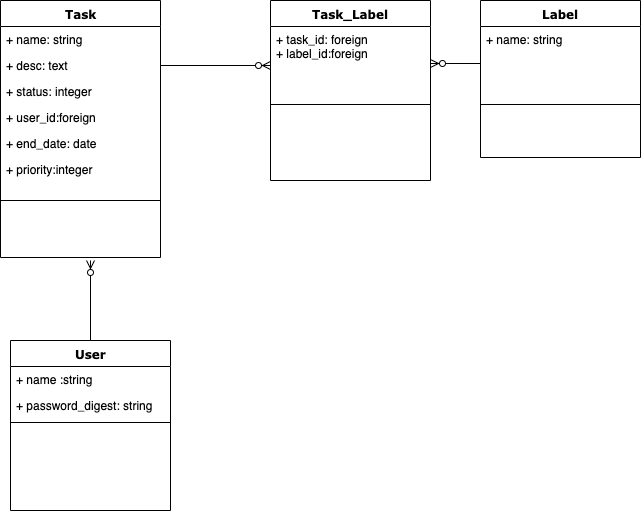 Task
+ name: string
+ desc: text
+ status: integer
+ user_id:foreign
+ end_date: date
+ priority:integer
Task_Label
+ task_id: foreign
+ label_id:foreign
Label
+ name: string
User
+ name :string
+ password_digest: string